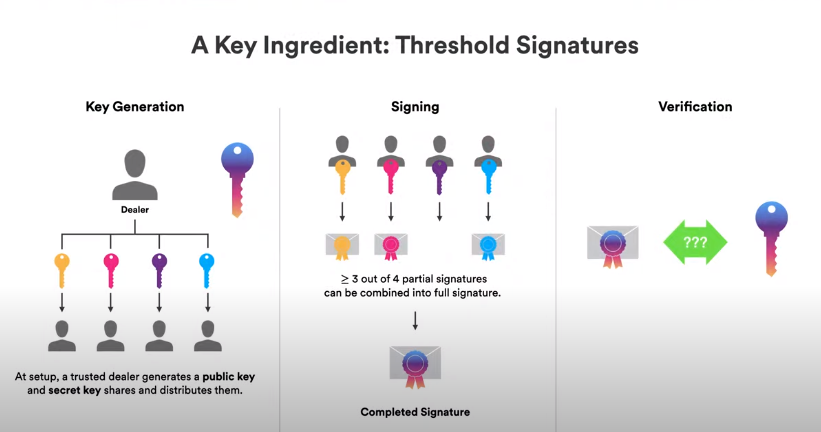 A Key Ingredient: Threshold Signatures
Key Generation
Dealer
At setup, a trusted dealer generates a public key
and secret key shares and distributes them.
Signing
≥ 3 out of 4 partial signatures
can be combined into full signature.
Completed Signature
Verification
???